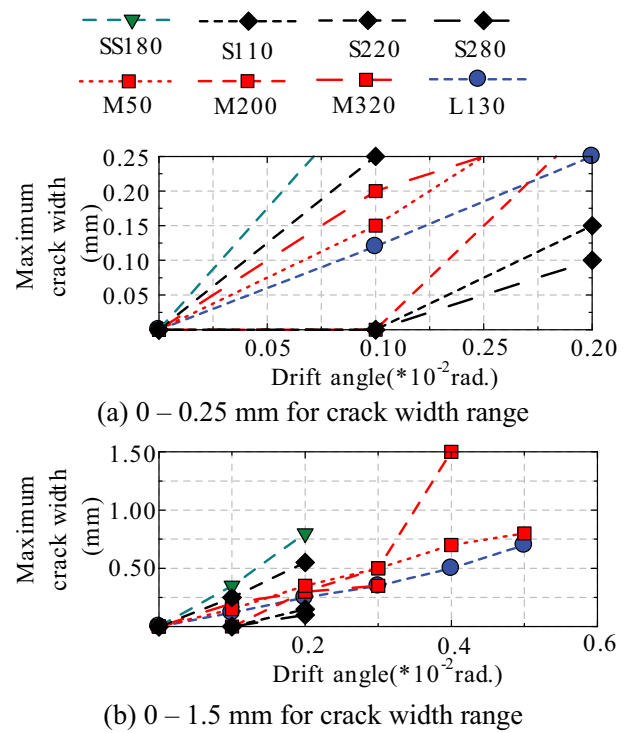 SS180 S110 S220 S280
M50 M200 M320 L130
0.25
0.20
0.15
0.10
0.05
Maximum
crack width
(mm)
0.05 0.10 0.25 0.20
Drift angle(*10-2rad.)
(a) 0 – 0.25 mm for crack width range
1.50
1.00
0.50
Maximum
crack width
(mm)
0.2 0.4 0.6
Drift angle(*10-2rad.)
(b) 0 – 1.5 mm for crack width range